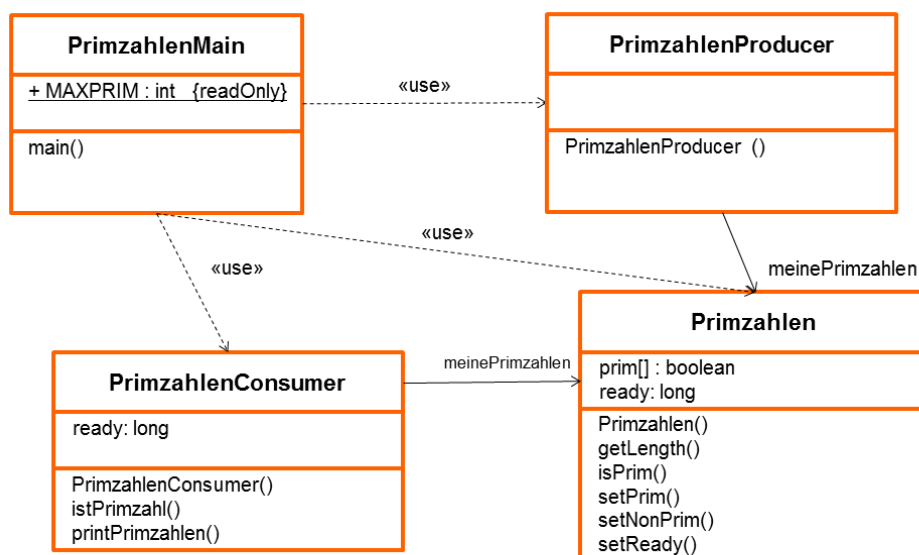 PrimzahlenMain
+ MAXPRIM : int {readOnly}
main()
«use»
PrimzahlenProducer
PrimzahlenProducer ()
«use»
«use»
meinePrimzahlen
PrimzahlenConsumer
ready: long
PrimzahlenConsumer()
istPrimzahl()
printPrimzahlen()
meinePrimzahlen
Primzahlen
prim[] : boolean
ready: long
Primzahlen()
getLength()
isPrim()
setPrim()
setNonPrim()
setReady()